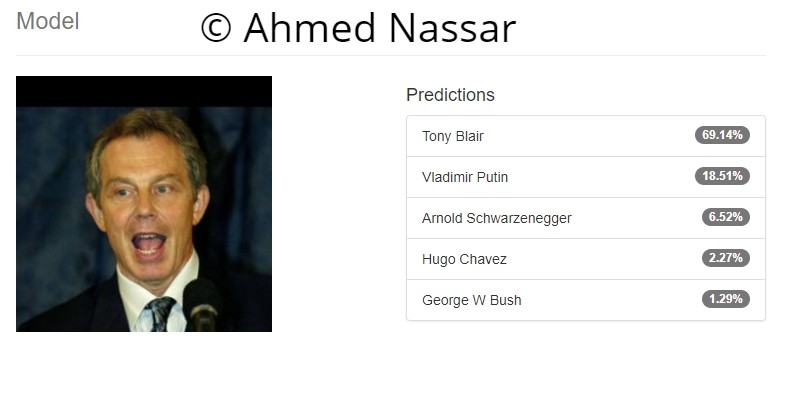 Model
© Ahmed Nassar
Predictions
Tony Blair 69.14%
Vladimir Putin 18.51%
Arnold Schwarzenegger 6.52%
Hugo Chavez 2.27%
George W Bush 1.29%